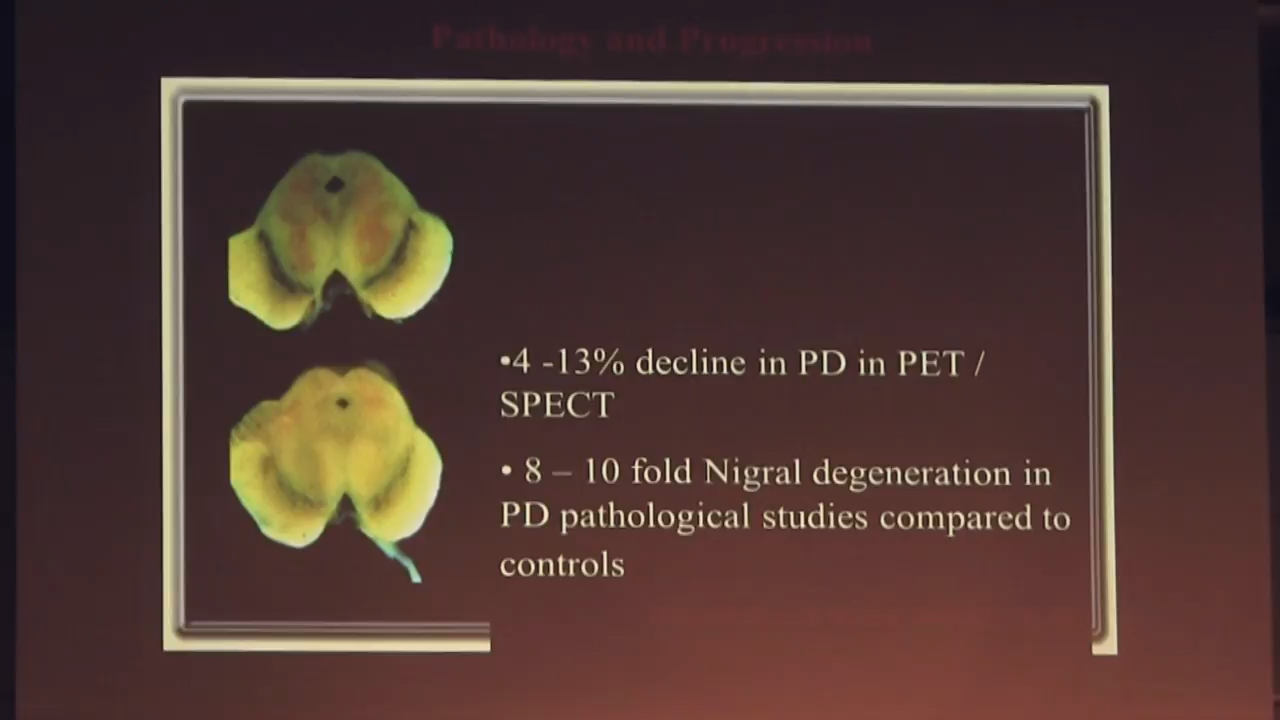 Pathology and Progression
•4 -13% decline in PD in PET /
SPECT
• 8 – 10 fold Nigral degeneration in
PD pathological studies compared to
controls